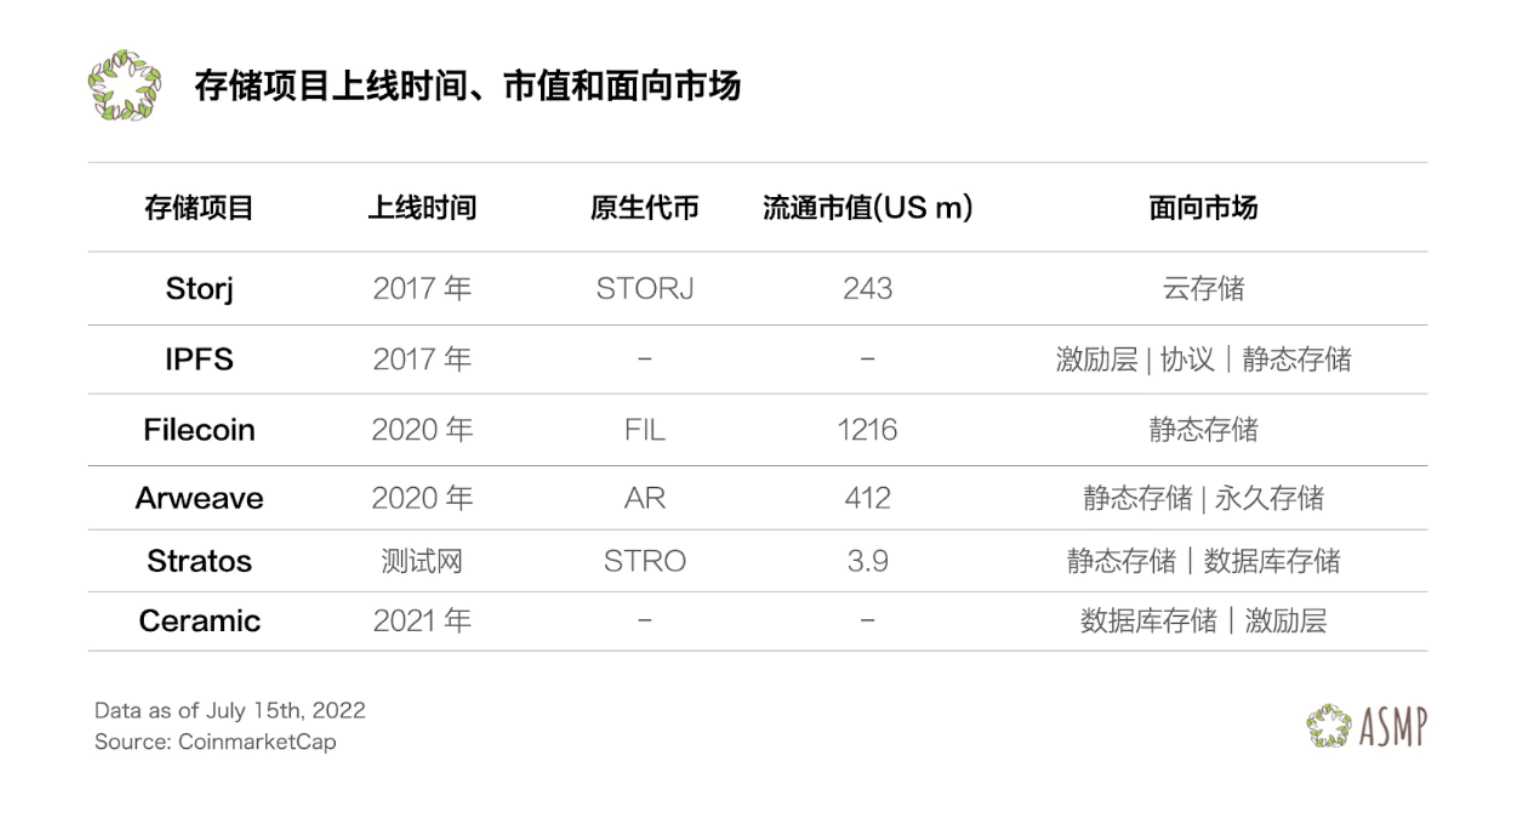 存储项目上线时间、市值和面向市场
存储项目 上线时间 原生代币 流通市值(US m) 面向市场
Storj 2017 年 STORJ 243 云存储
IPFS 2017 年 – – 激励层 | 协议｜静态存储
Filecoin 2020 年 FIL 1216 静态存储
Arweave 2020 年 AR 412 静态存储 | 永久存储
Stratos 测试网 STRO 3.9 静态存储｜数据库存储
Ceramic 2021 年 – – 数据库存储｜激励层
Data as of July 15th, 2022
Source: CoinmarketCap
ASMP